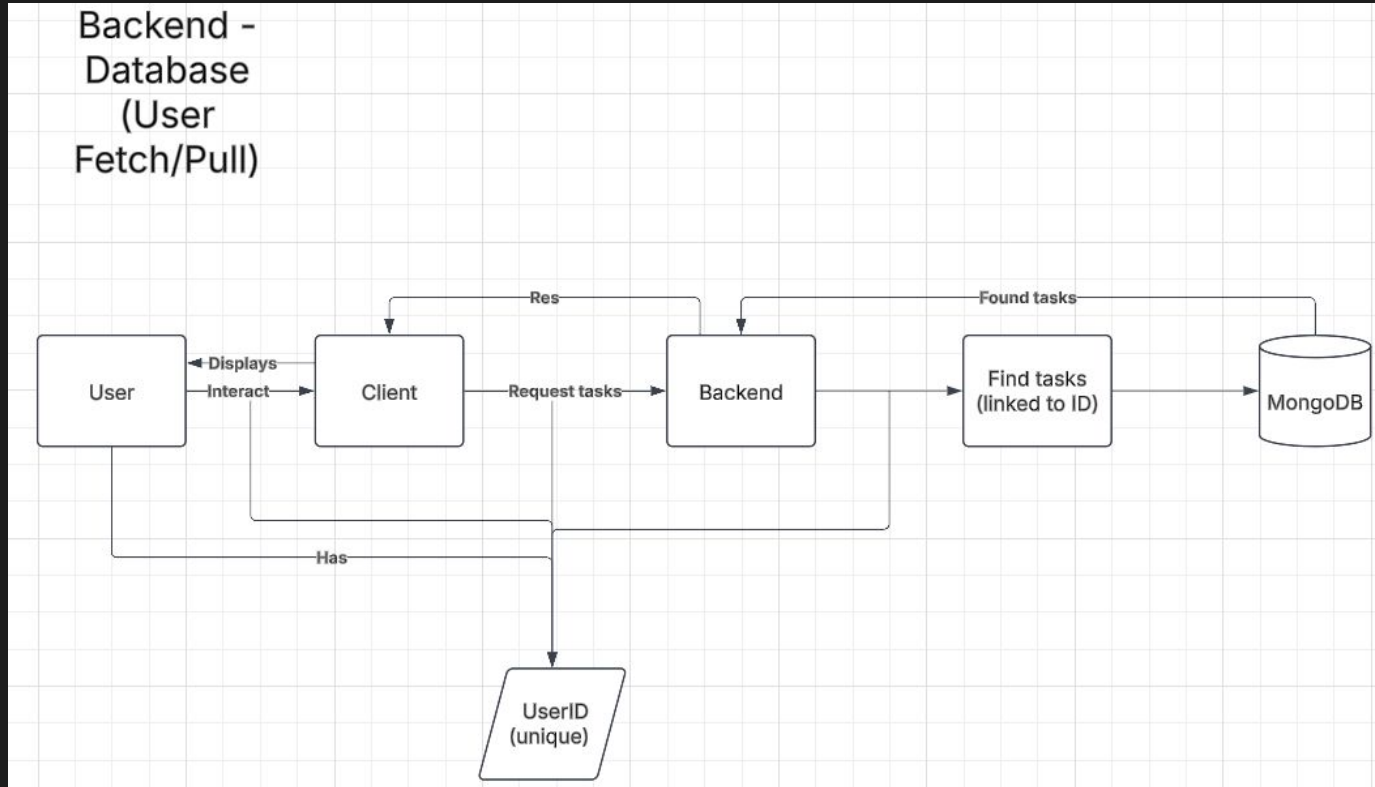 Backend -
Database
(User
Fetch/Pull)
Res
Found tasks
Displays
User
Interact
Client
Request tasks
Backend
Find tasks
(linked to ID)
MongoDB
Has
UserID
(unique)